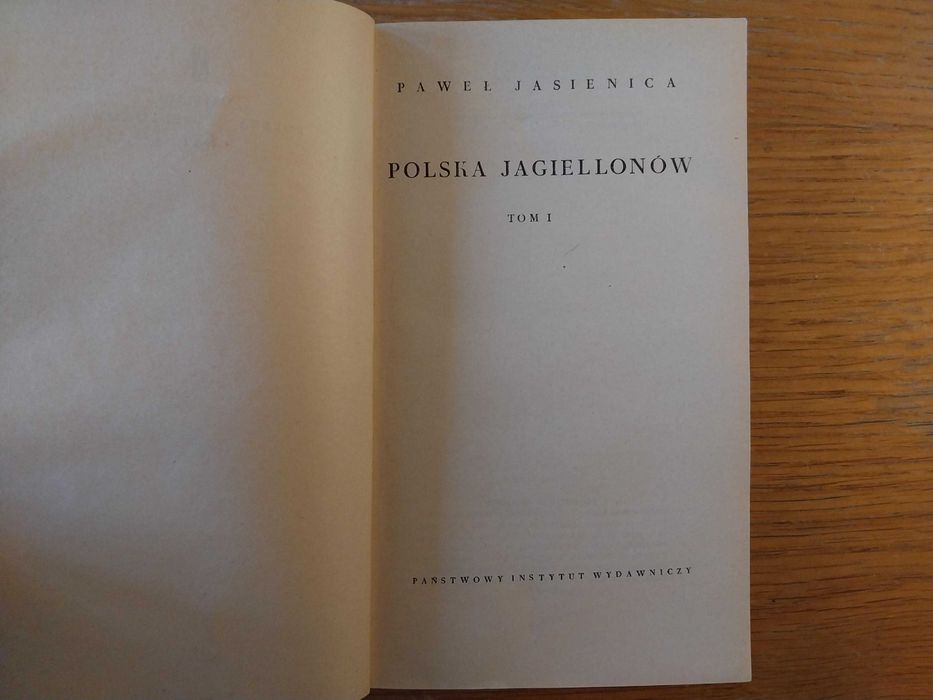 PAWEŁ JASIENICA
POLSKA JAGIELLONÓW
TOM I
PAŃSTWOWY INSTYTUT WYDAWNICZY